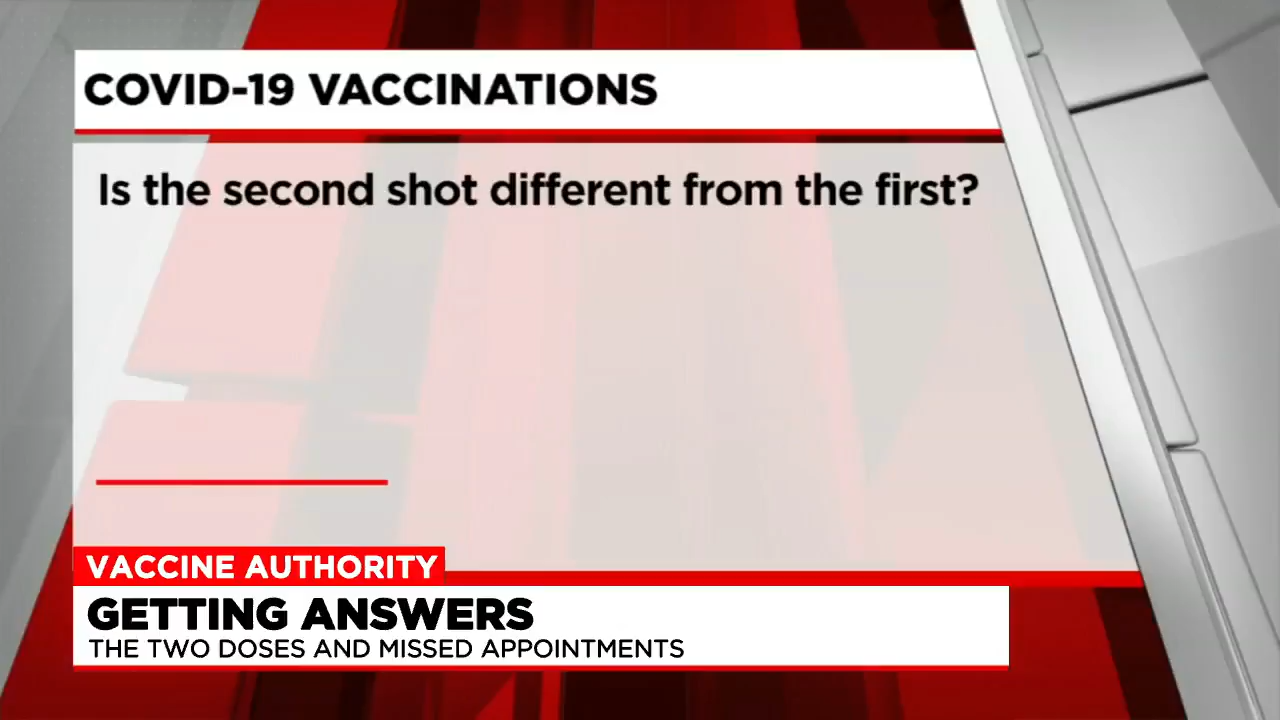 COVID-19 VACCINATIONS
Is the second shot different from the first?
VACCINE AUTHORITY
GETTING ANSWERS
THE TWO DOSES AND MISSED APPOINTMENTS